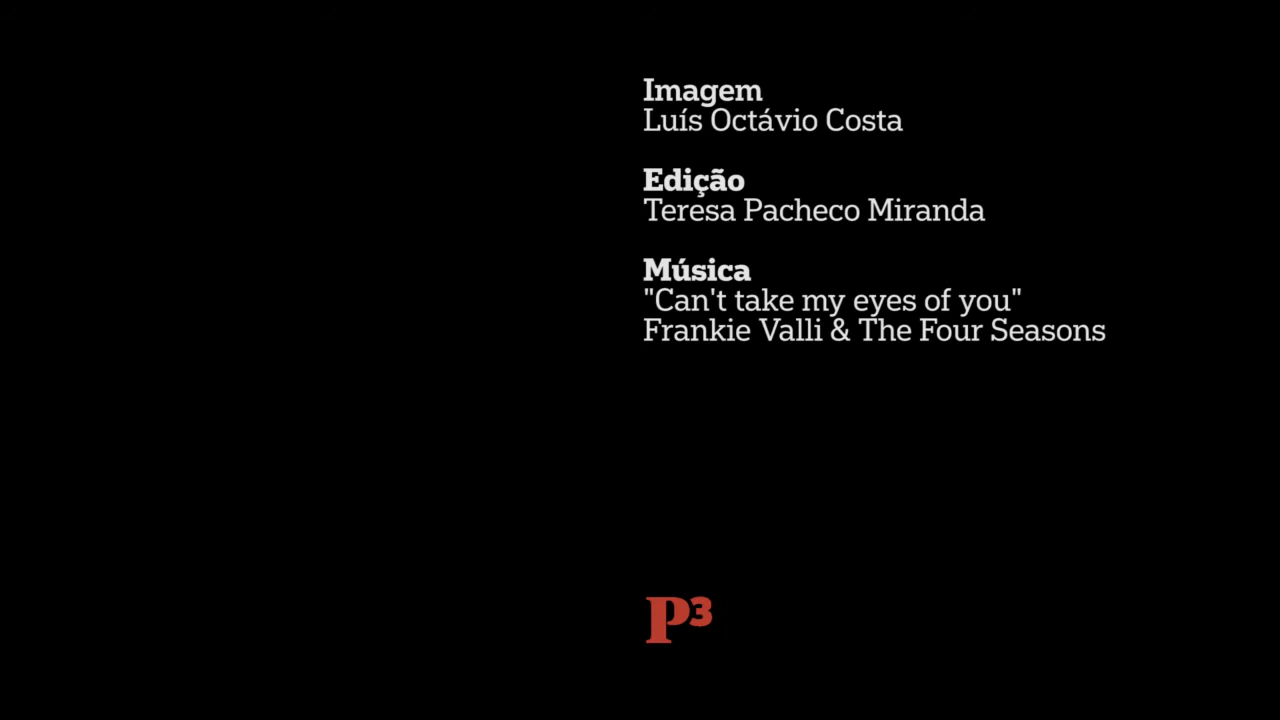 Imagem
Luís Octávio Costa
Edição
Teresa Pacheco Miranda
Música
"Can't take my eyes of you"
Frankie Valli & The Four Seasons
P3